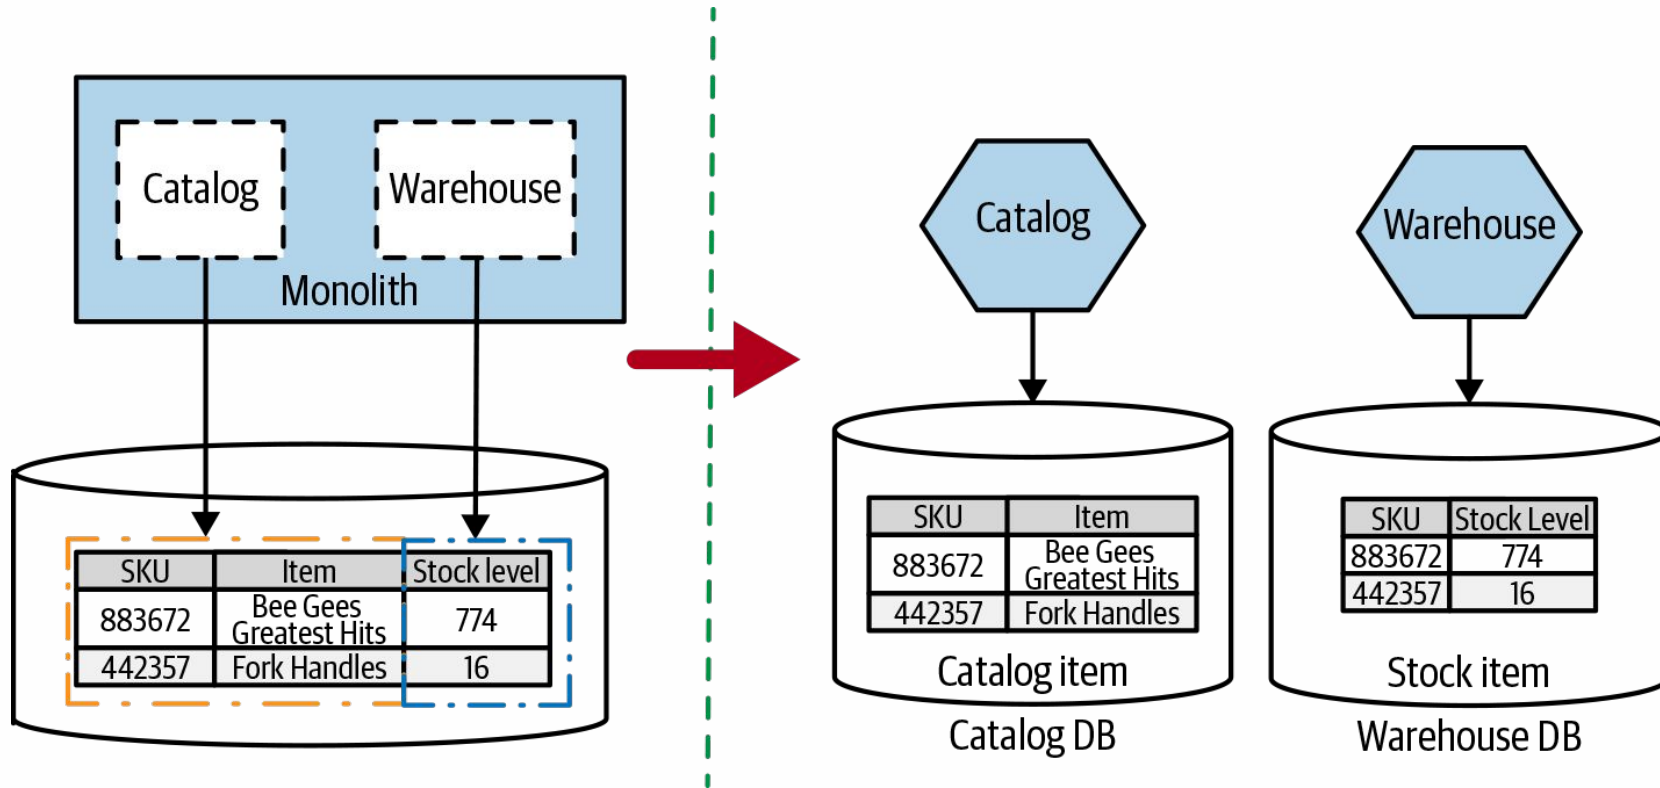 Catalog
Warehouse
Monolith
SKU Item Stock level
883672 Bee Gees Greatest Hits 774
442357 Fork Handles 16
Catalog
SKU Item
883672 Bee Gees Greatest Hits
442357 Fork Handles
Catalog item
Catalog DB
Warehouse
SKU Stock Level
883672 774
442357 16
Stock item
Warehouse DB